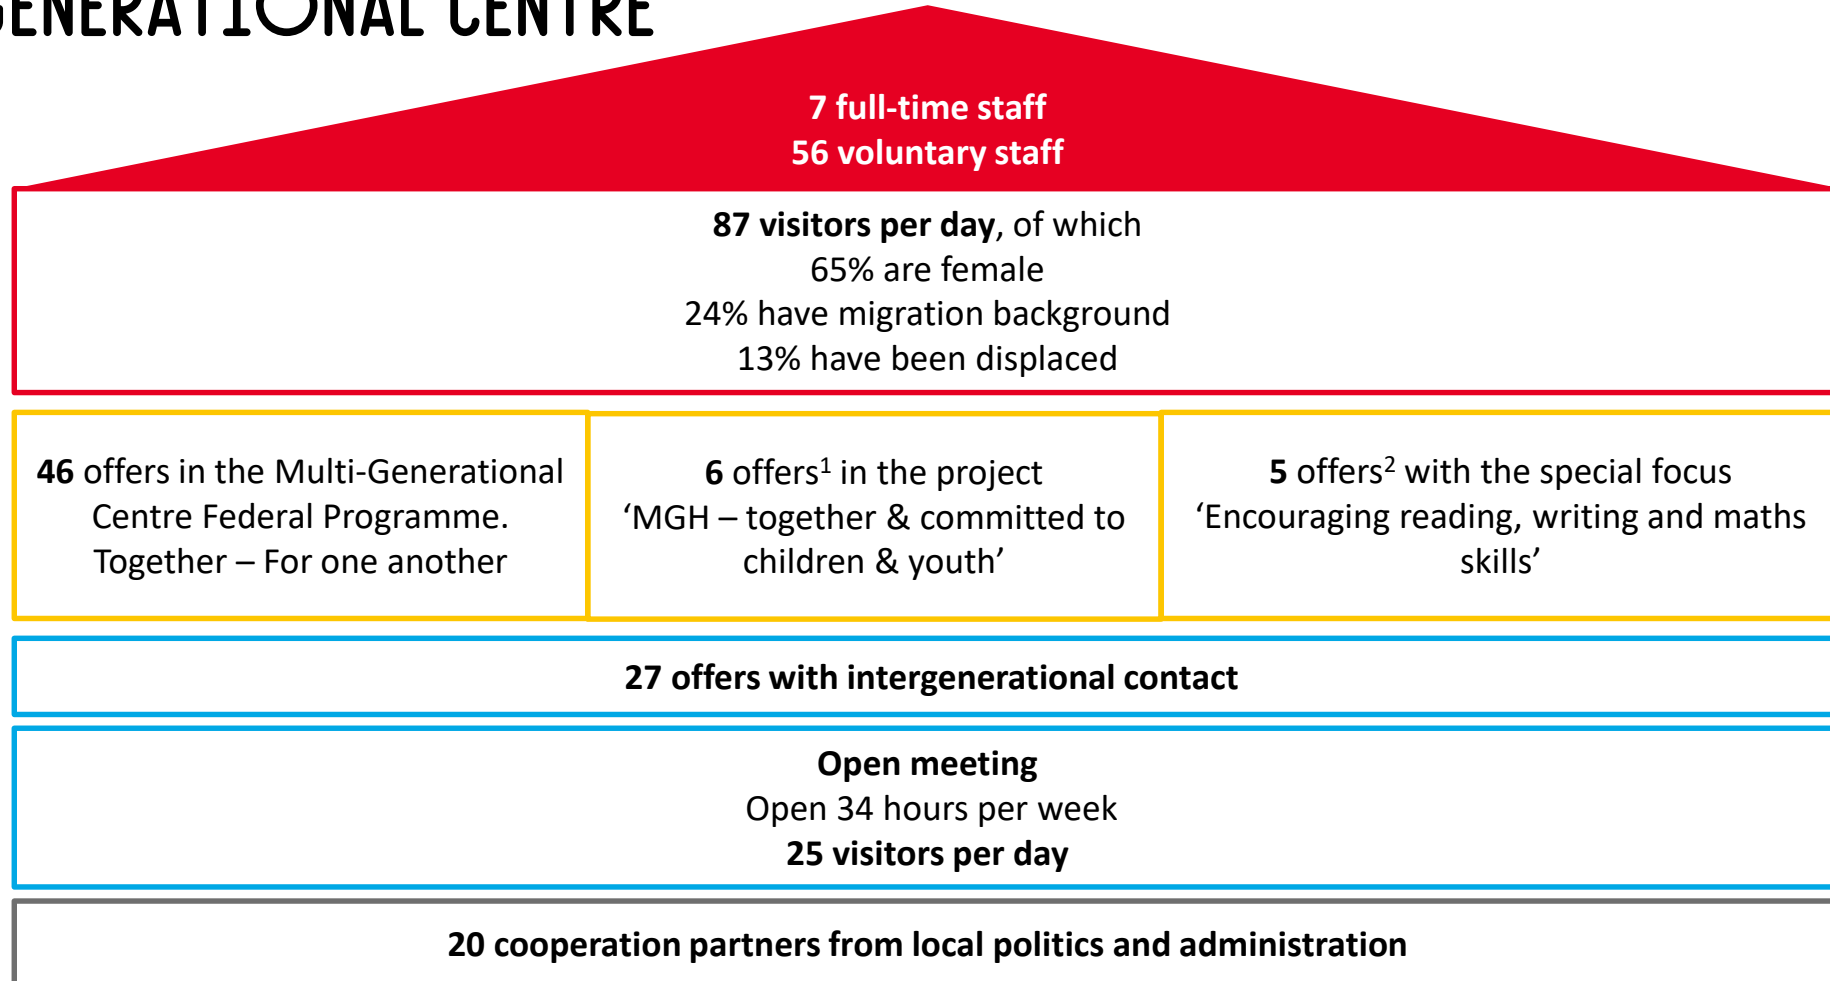 GENERATIONAL CENTRE
7 full-time staff
56 voluntary staff
87 visitors per day, of which
65% are female
24% have migration background
13% have been displaced
46 offers in the Multi-Generational
Centre Federal Programme.
Together – For one another
6 offers¹ in the project
‘MGH – together & committed to
children & youth’
5 offers² with the special focus
‘Encouraging reading, writing and maths
skills’
27 offers with intergenerational contact
Open meeting
Open 34 hours per week
25 visitors per day
20 cooperation partners from local politics and administration